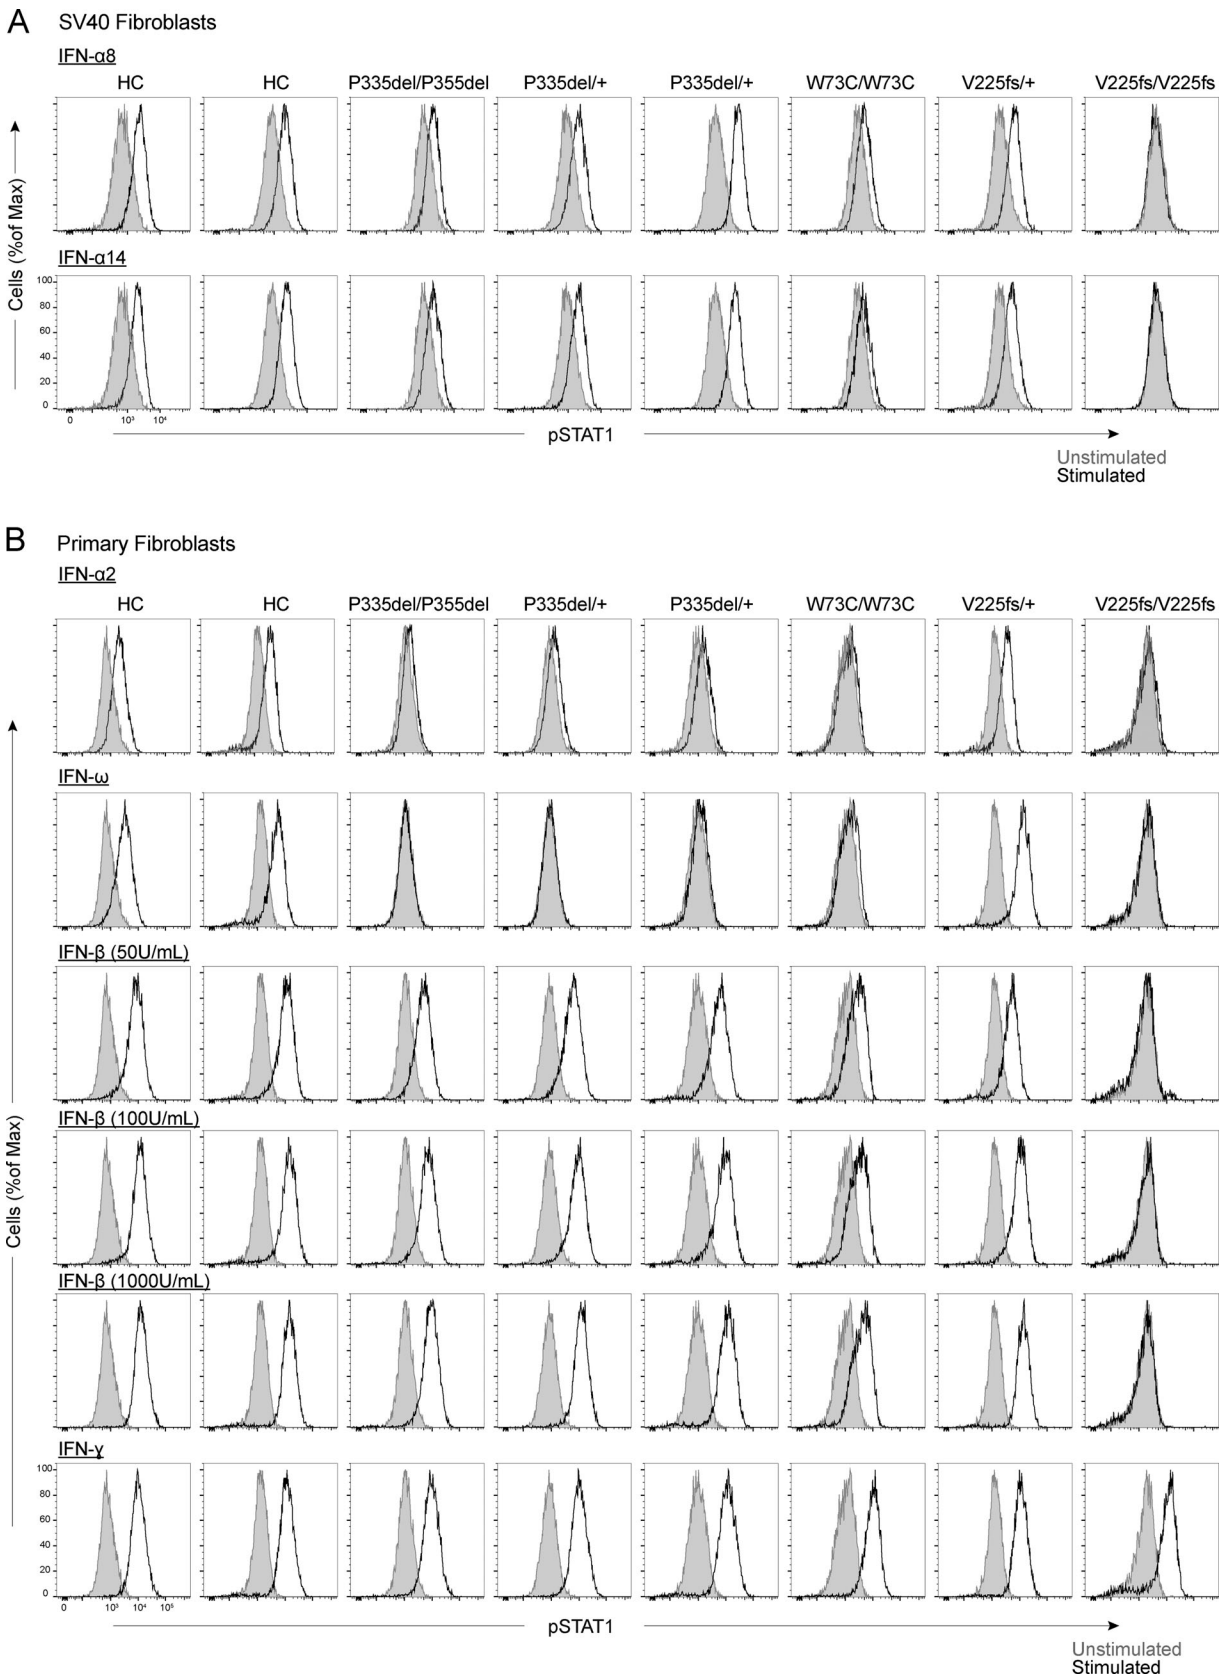 A
SV40 Fibroblasts
IFN-α8
HC HC P335del/P355del P335del/+ P335del/+ W73C/W73C V225fs/+ V225fs/V225fs
Cells (%of Max)
IFN-α14
100
80
60
40
20
0
0 10³ 10⁴
pSTAT1
Unstimulated
Stimulated
B
Primary Fibroblasts
IFN-α2
HC HC P335del/P355del P335del/+ P335del/+ W73C/W73C V225fs/+ V225fs/V225fs
IFN-ω
IFN-β (50U/mL)
IFN-β (100U/mL)
Cells (%of Max)
IFN-β (1000U/mL)
IFN-ɣ
100
80
60
40
20
0
0 10³ 10⁴ 10⁵
pSTAT1
Unstimulated
Stimulated